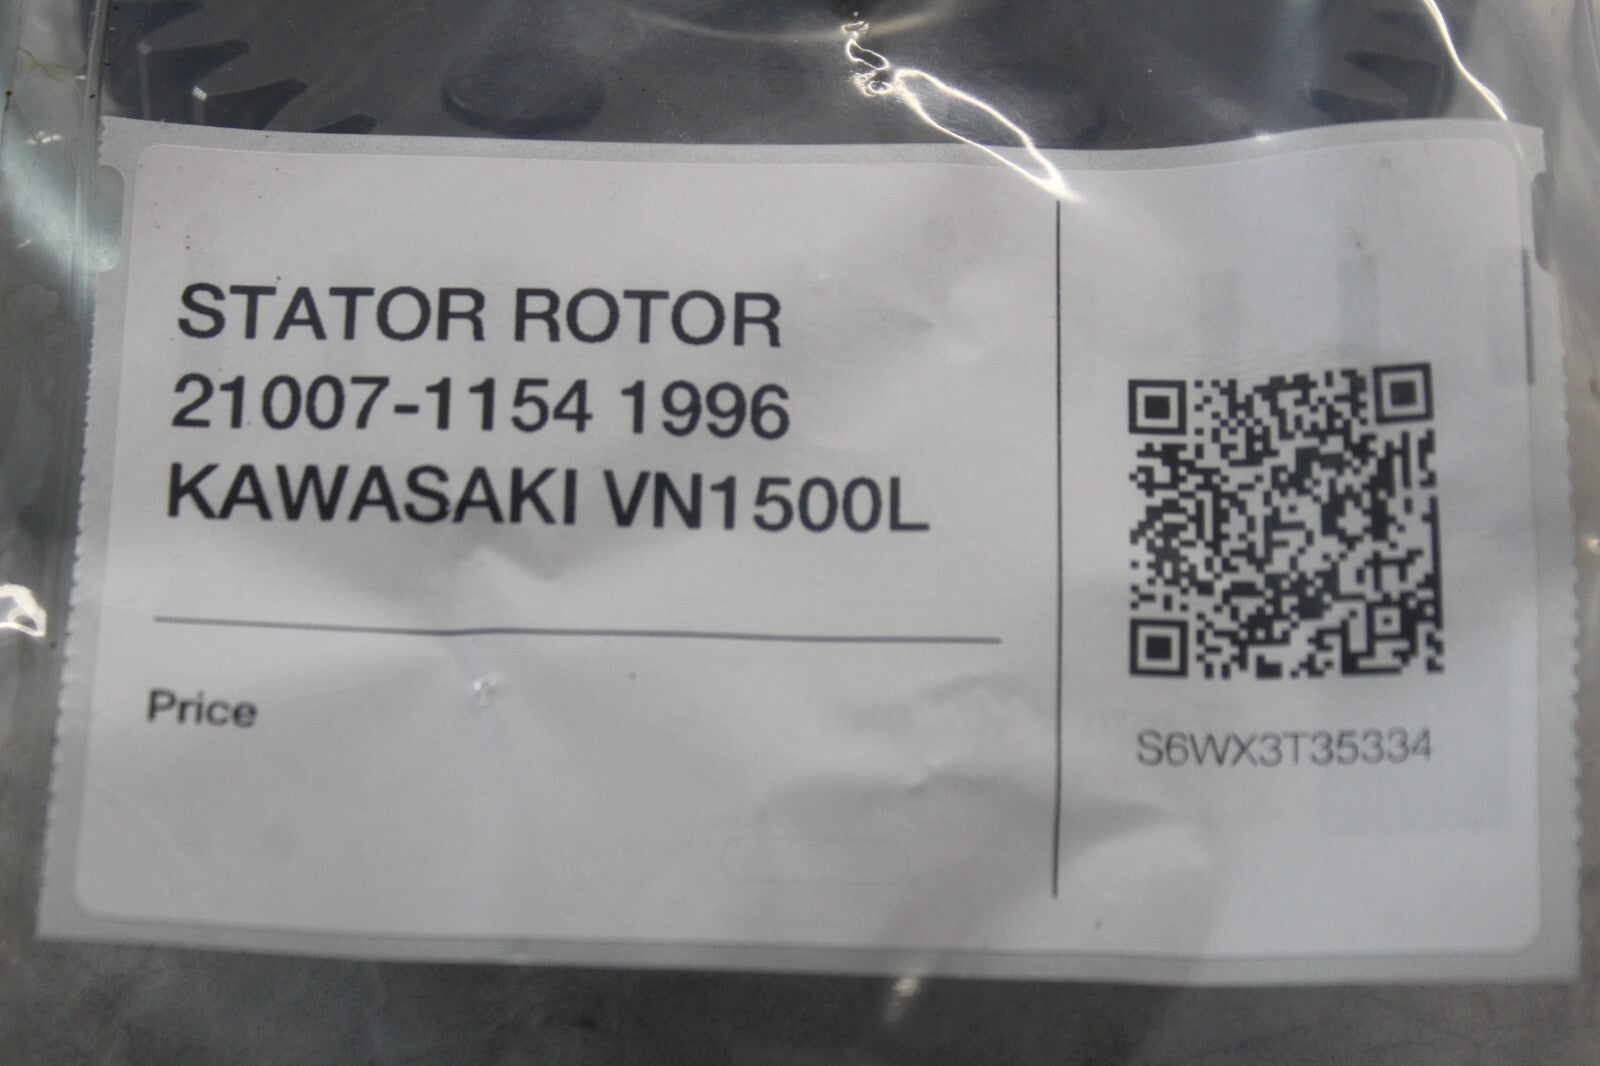 STATOR ROTOR
21007-1154 1996
KAWASAKI VN1500L
Price
S6WX3T35334